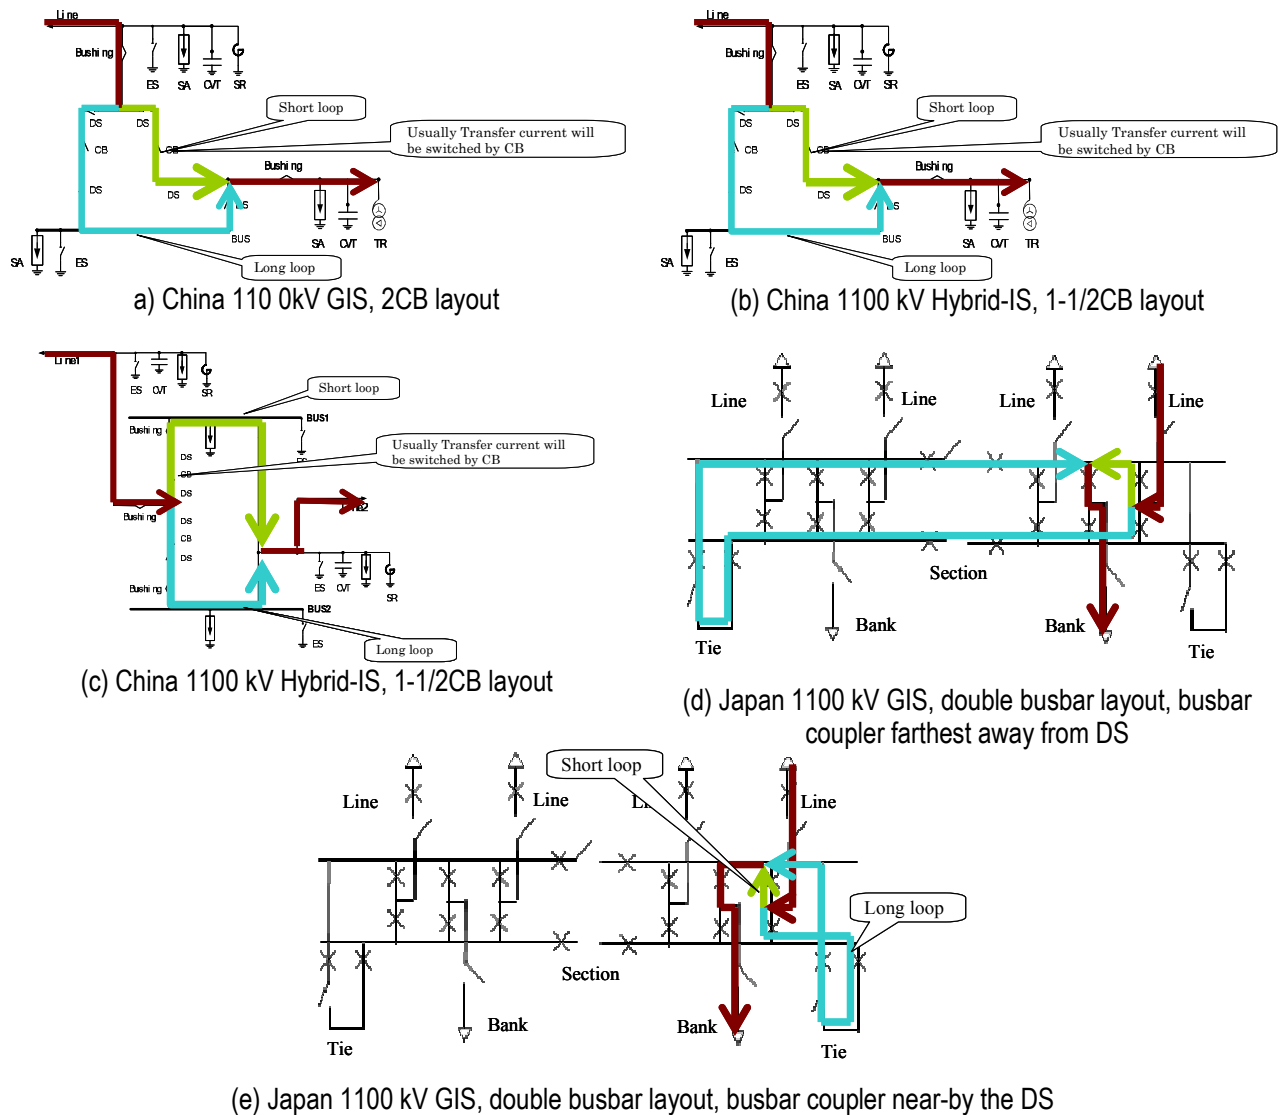 Line
Bushing
ES SA CVT SR
Short loop
DS DS
CB CB
Usually Transfer current will
be switched by CB
Bushing
DS DS DS
BUS
SA CVT TR
SA ES
Long loop
a) China 110 0kV GIS, 2CB layout
Line
Bushing
ES SA CVT SR
Short loop
DS DS
CB CB
Usually Transfer current will
be switched by CB
Bushing
DS DS DS
BUS
SA CVT TR
SA ES
Long loop
(b) China 1100 kV Hybrid-IS, 1-1/2CB layout
Line1
ES CVT SR
Short loop
BUS1
Bushing
Usually Transfer current will
be switched by CB
DS
CB
DS
Bushing
DS
CB
DS
ES CVT SA SR
Bushing
BUS2
ES
Long loop
(c) China 1100 kV Hybrid-IS, 1-1/2CB layout
Line Line Line Line
Section
Bank Bank
Tie Tie
(d) Japan 1100 kV GIS, double busbar layout, busbar
coupler farthest away from DS
Short loop
Line Line Line
Long loop
Section
Bank Bank
Tie Tie
(e) Japan 1100 kV GIS, double busbar layout, busbar coupler near-by the DS